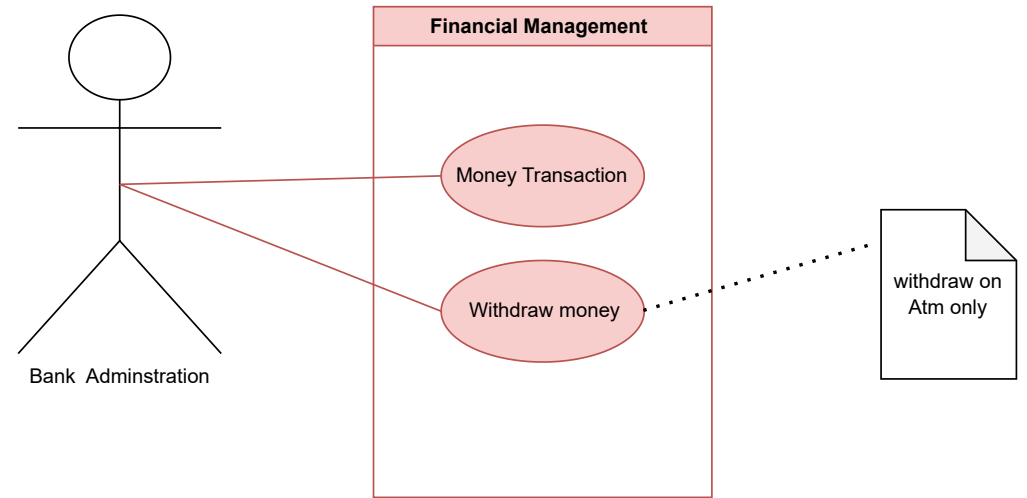 Financial Management
Money Transaction
Withdraw money
withdraw on
Atm only
Bank  Adminstration